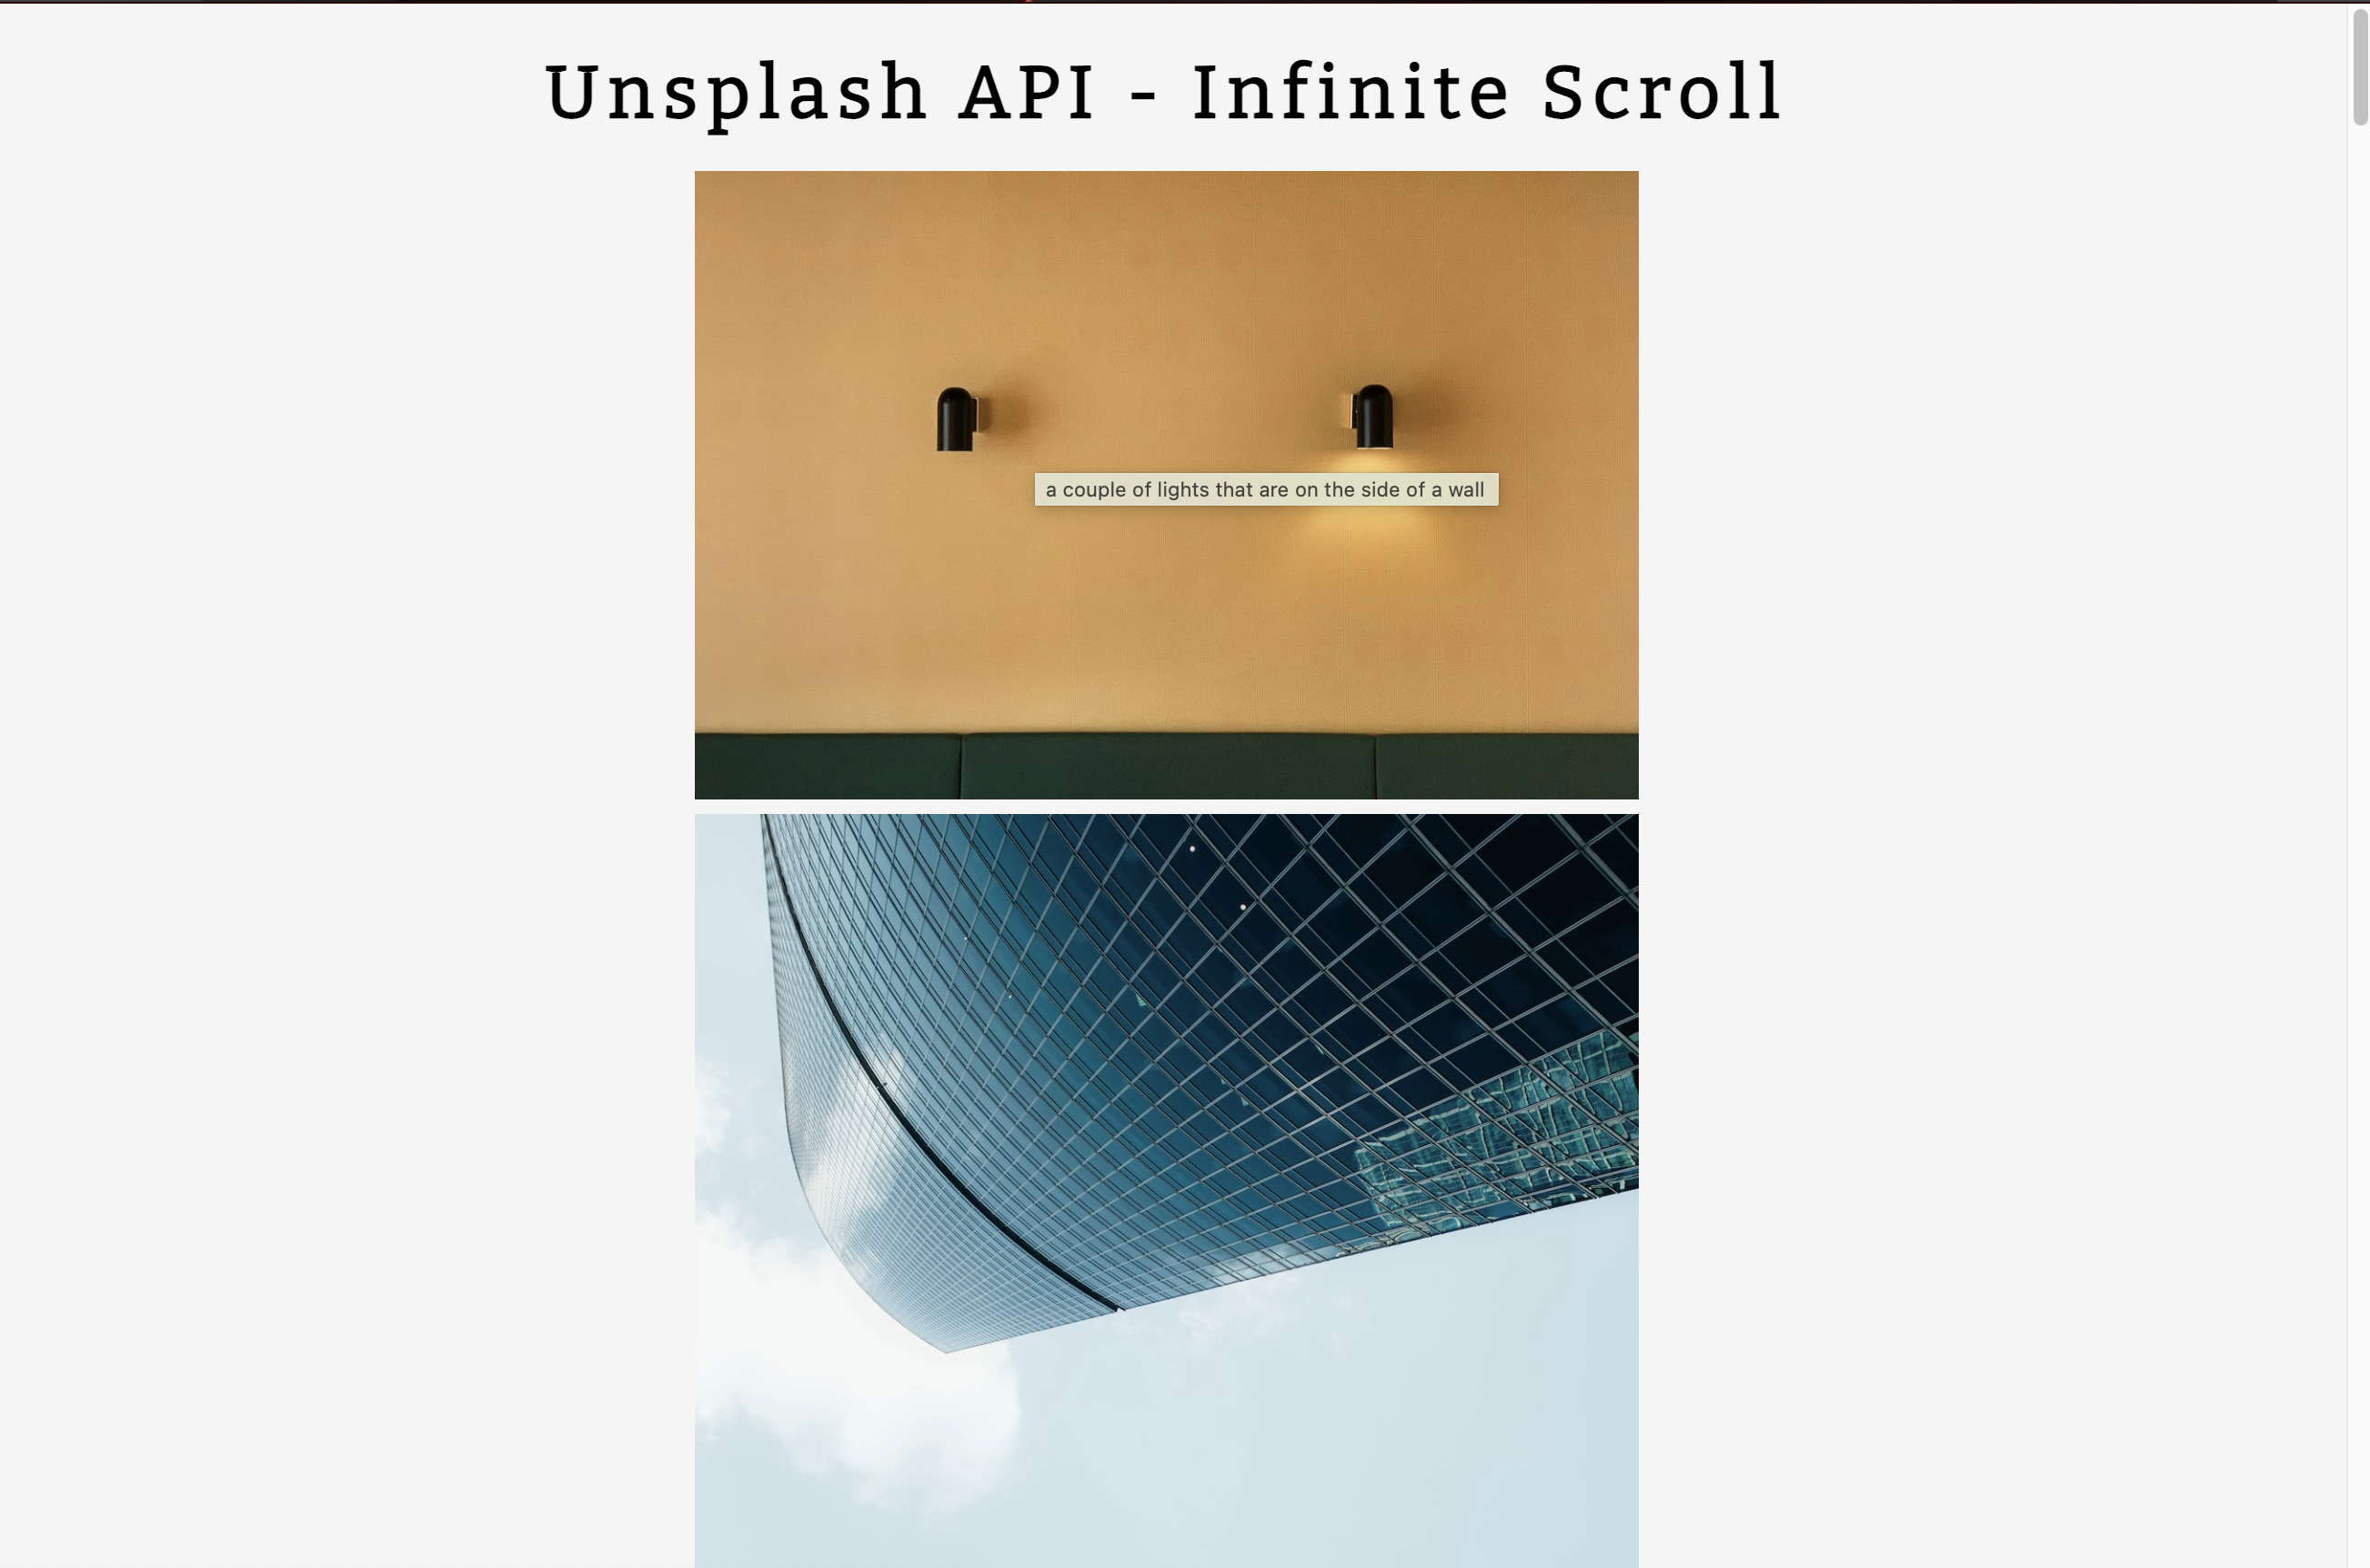 Unsplash API - Infinite Scroll
a couple of lights that are on the side of a wall